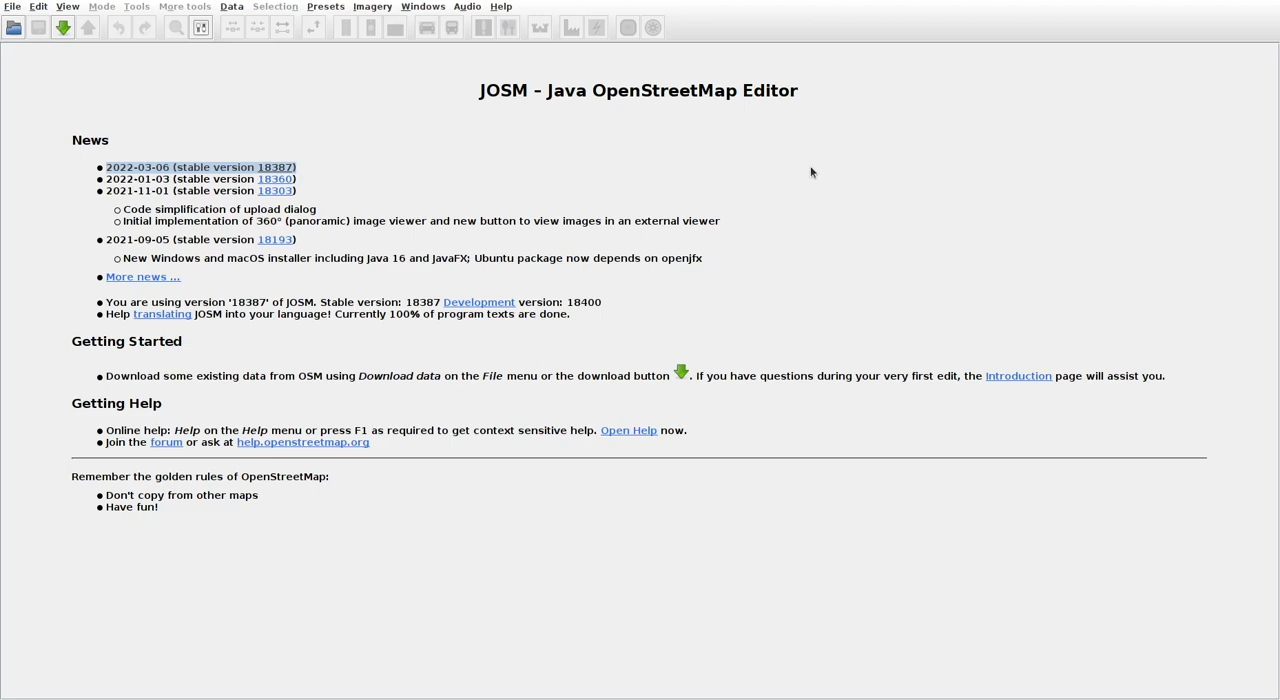 File Edit View Mode Tools More tools Data Selection Presets Imagery Windows Audio Help
JOSM – Java OpenStreetMap Editor
News
● 2022-03-06 (stable version 18387)
● 2022-01-03 (stable version 18360)
● 2021-11-01 (stable version 18303)
○ Code simplification of upload dialog
○ Initial implementation of 360° (panoramic) image viewer and new button to view images in an external viewer
● 2021-09-05 (stable version 18193)
○ New Windows and macOS installer including Java 16 and JavaFX; Ubuntu package now depends on openjfx
● More news ...
● You are using version '18387' of JOSM. Stable version: 18387 Development version: 18400
● Help translating JOSM into your language! Currently 100% of program texts are done.
Getting Started
● Download some existing data from OSM using Download data on the File menu or the download button . If you have questions during your very first edit, the Introduction page will assist you.
Getting Help
● Online help: Help on the Help menu or press F1 as required to get context sensitive help. Open Help now.
● Join the forum or ask at help.openstreetmap.org
Remember the golden rules of OpenStreetMap:
● Don't copy from other maps
● Have fun!